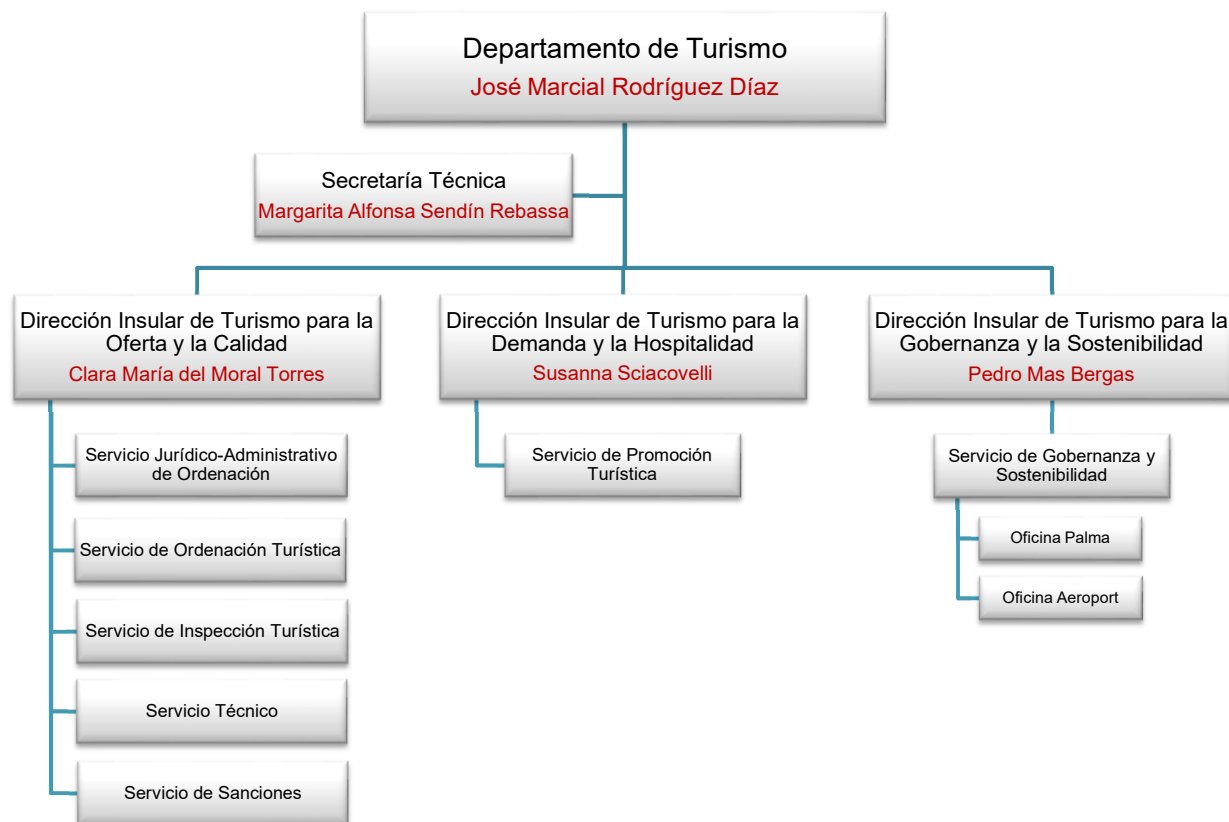 Departamento de Turismo
José Marcial Rodríguez Díaz
Secretaría Técnica
Margarita Alfonsa Sendín Rebassa
Dirección Insular de Turismo para la
Oferta y la Calidad
Clara María del Moral Torres
Servicio Jurídico-Administrativo
de Ordenación
Servicio de Ordenación Turística
Servicio de Inspección Turística
Servicio Técnico
Servicio de Sanciones
Dirección Insular de Turismo para la
Demanda y la Hospitalidad
Susanna Sciacovelli
Servicio de Promoción
Turística
Dirección Insular de Turismo para la
Gobernanza y la Sostenibilidad
Pedro Mas Bergas
Servicio de Gobernanza y
Sostenibilidad
Oficina Palma
Oficina Aeroport